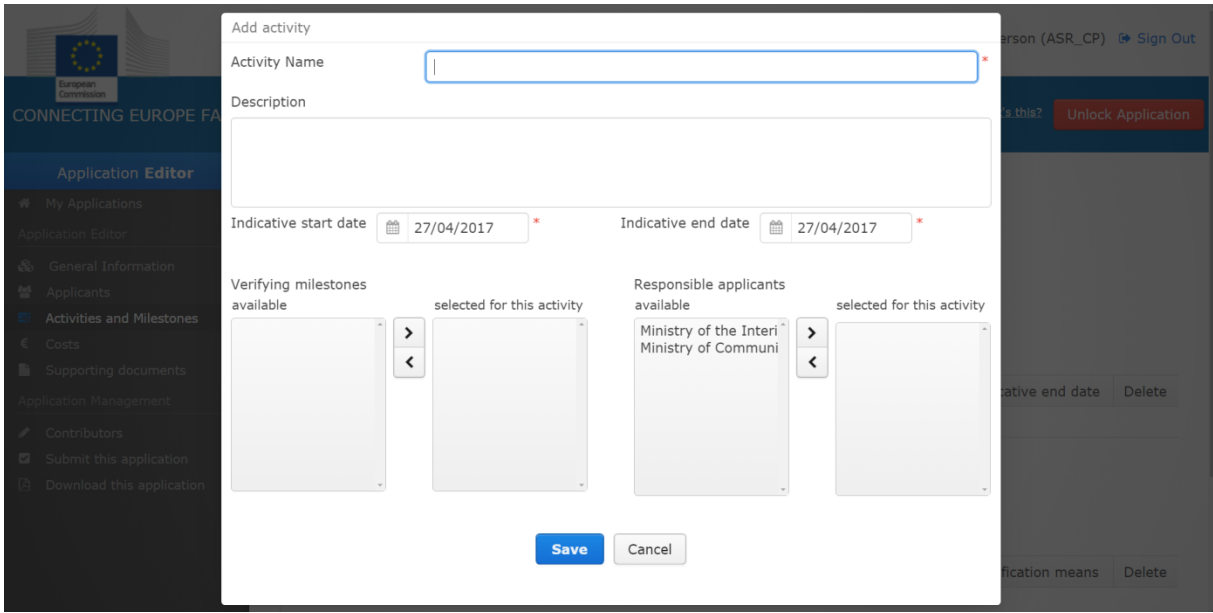 Add activity
Activity Name *
Description
Indicative start date 27/04/2017 * Indicative end date 27/04/2017 *
Verifying milestones Responsible applicants
available selected for this activity available selected for this activity
Ministry of the Interi
Ministry of Communi
Save Cancel
European
Commission
erson (ASR_CP) Sign Out
CONNECTING EUROPE FA
's this? Unlock Application
Application Editor
My Applications
Application Editor
General Information
Applicants
Activities and Milestones
€ Costs
Supporting documents
Application Management
Contributors
Submit this application
Download this application
cative end date Delete
fication means Delete